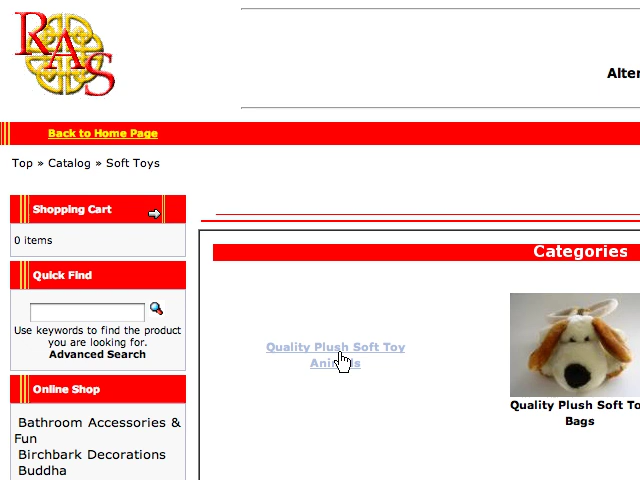 RAS
Alter
Back to Home Page
Top » Catalog » Soft Toys
Shopping Cart
0 items
Categories
Quick Find
Use keywords to find the product
you are looking for.
Advanced Search
Quality Plush Soft Toy
Animals
Quality Plush Soft To
Bags
Online Shop
Bathroom Accessories &
Fun
Birchbark Decorations
Buddha